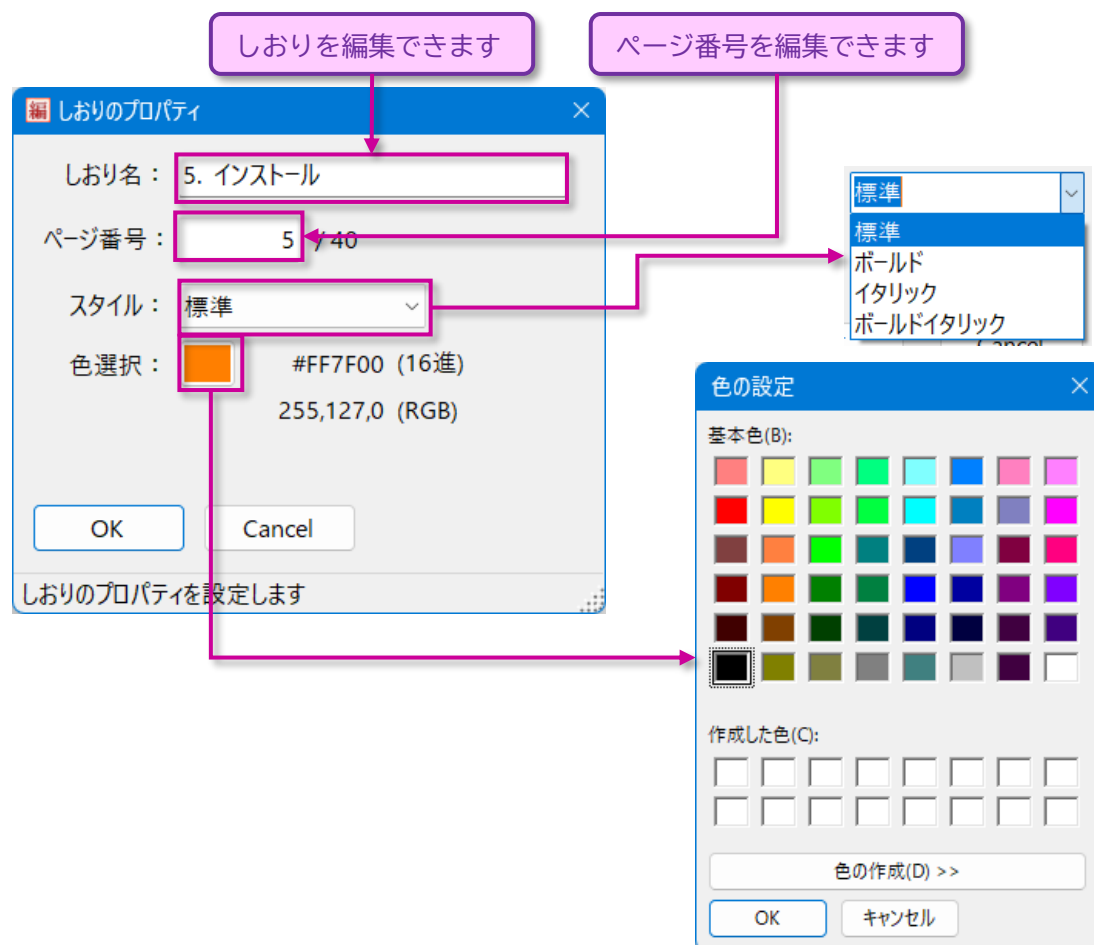 しおりを編集できます
ページ番号を編集できます
編 しおりのプロパティ
しおり名：
5. インストール
ページ番号：
5 / 40
スタイル：
標準
色選択：
#FF7F00 (16進)
255,127,0 (RGB)
OK
Cancel
しおりのプロパティを設定します
標準
標準
ボールド
イタリック
ボールドイタリック
Cancel
色の設定
基本色(B):
作成した色(C):
色の作成(D) >>
OK
キャンセル